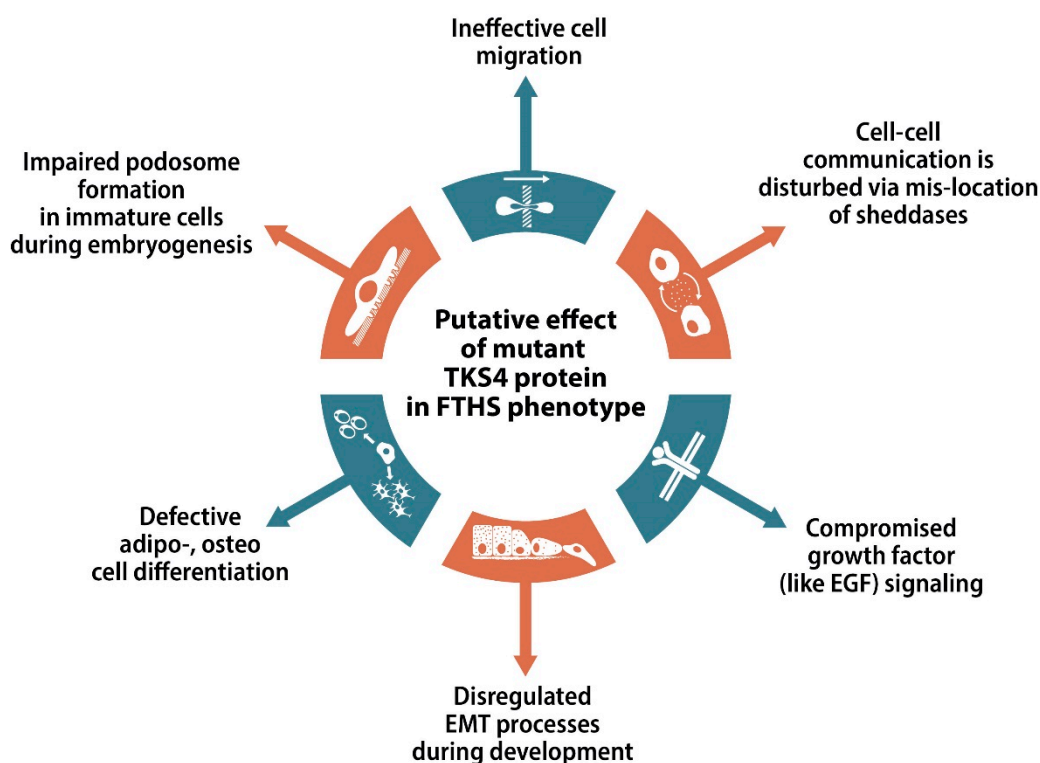 Ineffective cell
migration
Cell-cell
communication is
disturbed via mis-location
of sheddases
Impaired podosome
formation
in immature cells
during embryogenesis
Putative effect
of mutant
TKS4 protein
in FTHS phenotype
Defective
adipo-, osteo
cell differentiation
Compromised
growth factor
(like EGF) signaling
Disregulated
EMT processes
during development